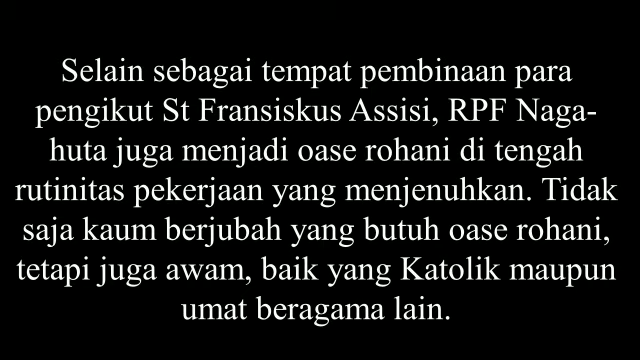 Selain sebagai tempat pembinaan para
pengikut St Fransiskus Assisi, RPF Naga-
huta juga menjadi oase rohani di tengah
rutinitas pekerjaan yang menjenuhkan. Tidak
saja kaum berjubah yang butuh oase rohani,
tetapi juga awam, baik yang Katolik maupun
umat beragama lain.